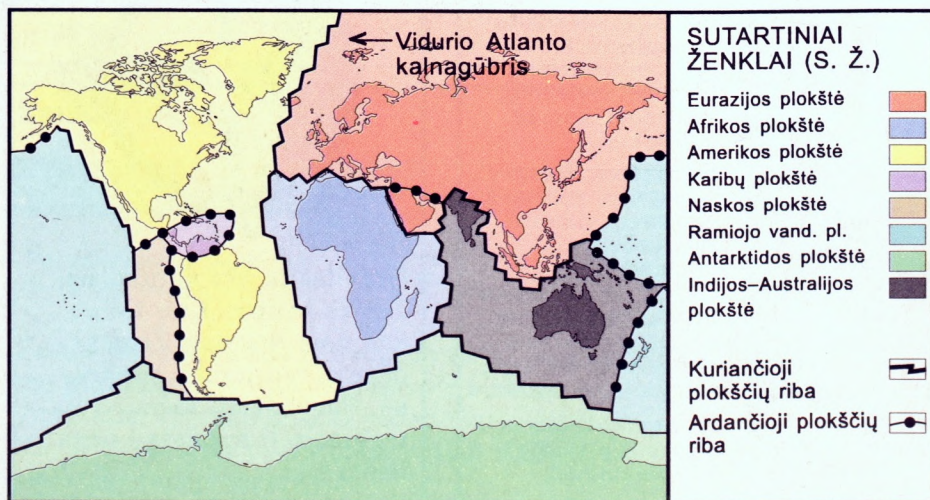 Vidurio Atlanto
kalnagūbris
SUTARTINIAI
ŽENKLAI (S. Ž.)
Eurazijos plokštė
Afrikos plokštė
Amerikos plokštė
Karibų plokštė
Naskos plokštė
Ramiojo vand. pl.
Antarktidos plokštė
Indijos–Australijos
plokštė
Kuriančioji
plokščių riba
Ardančioji plokščių
riba